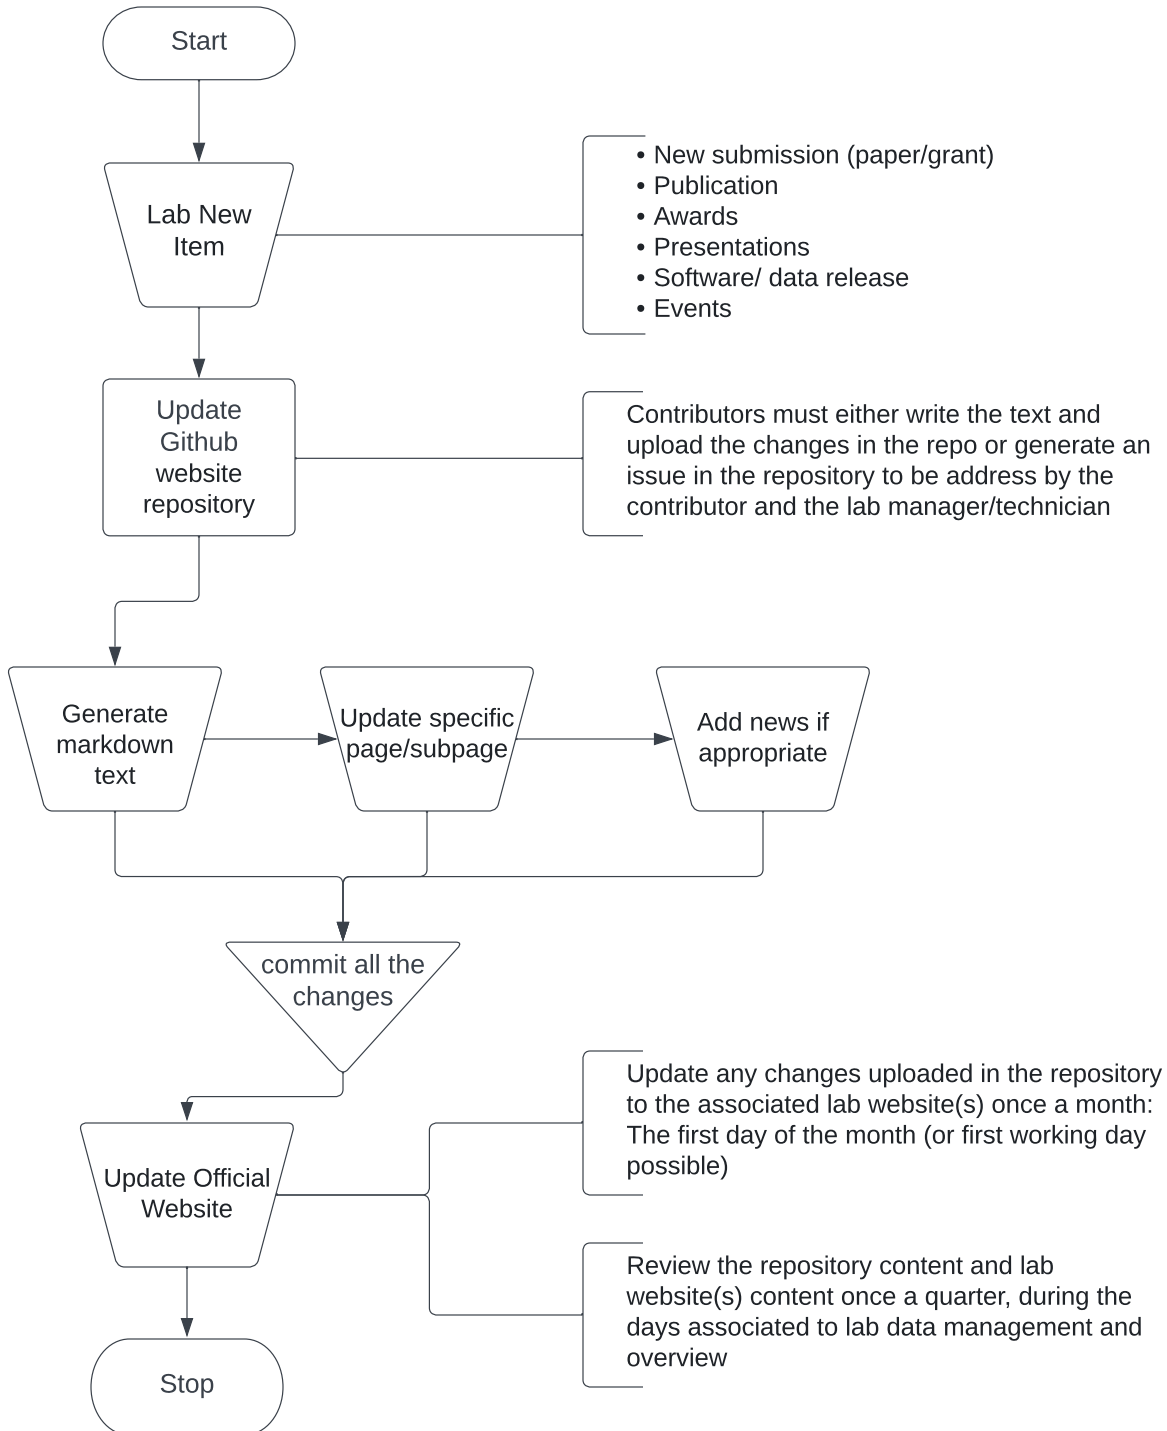 Start
Lab New
Item
• New submission (paper/grant)
• Publication
• Awards
• Presentations
• Software/ data release
• Events
Update
Github
website
repository
Contributors must either write the text and
upload the changes in the repo or generate an
issue in the repository to be address by the
contributor and the lab manager/technician
Generate
markdown
text
Update specific
page/subpage
Add news if
appropriate
commit all the
changes
Update any changes uploaded in the repository
to the associated lab website(s) once a month:
The first day of the month (or first working day
possible)
Update Official
Website
Review the repository content and lab
website(s) content once a quarter, during the
days associated to lab data management and
overview
Stop